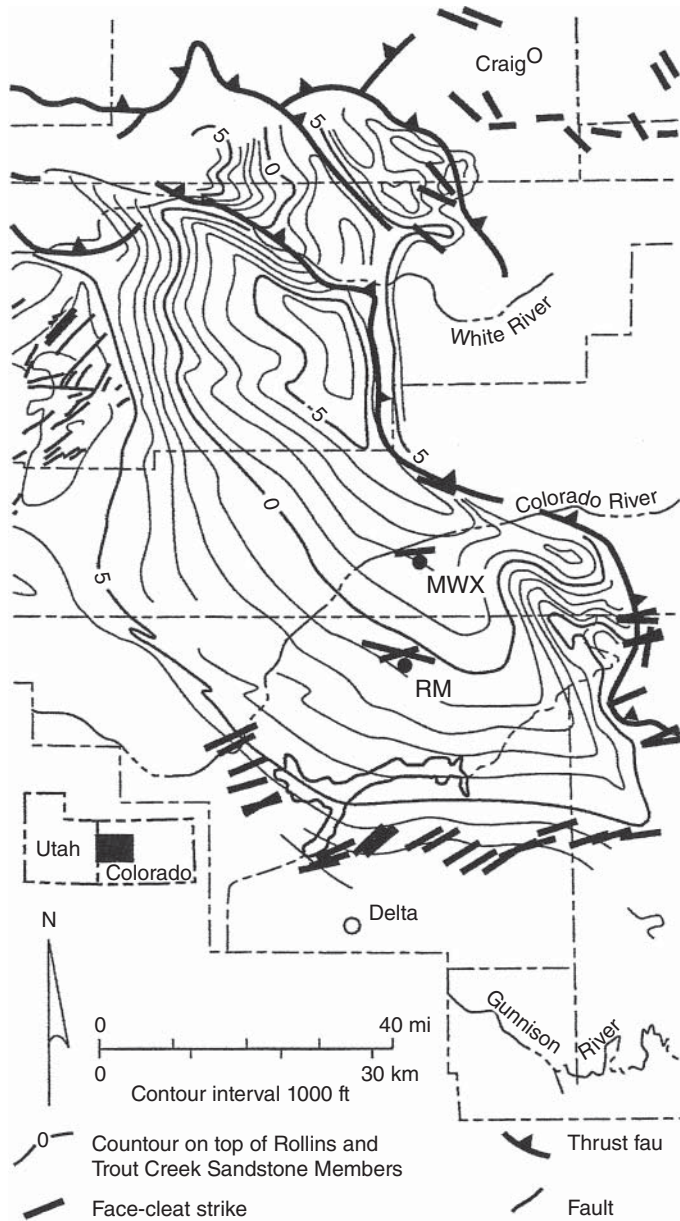 Craig
5
5
0
White River
-5
5
Colorado River
0
MWX
5
RM
Utah
Colorado
N
Delta
0
40 mi
0
30 km
Contour interval 1000 ft
Gunnison
River
0
Countour on top of Rollins and
Trout Creek Sandstone Members
Thrust fau
Face-cleat strike
Fault